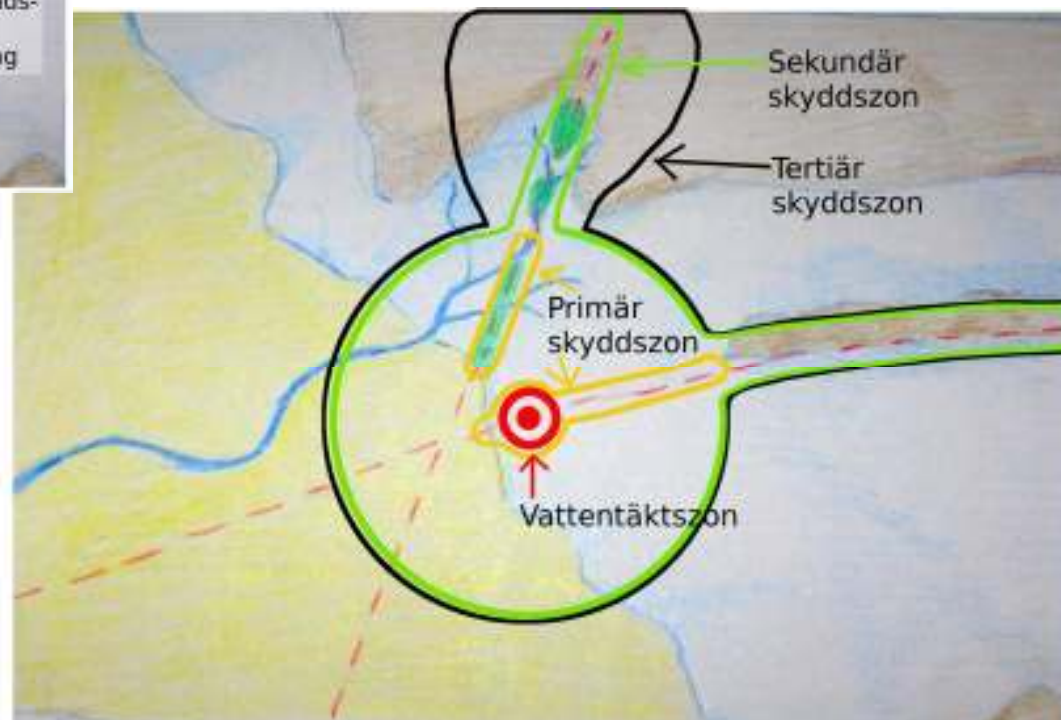 Sekundär
skyddszon
Tertiär
skyddszon
Primär
skyddszon
Vattentäktszon